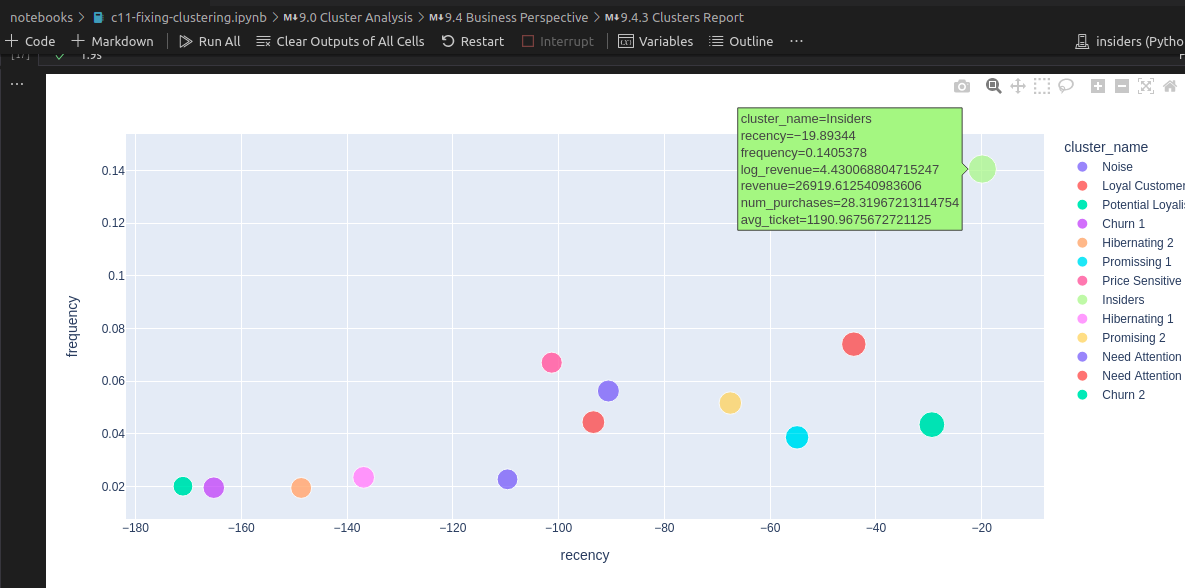 notebooks > c11-fixing-clustering.ipynb > M↓9.0 Cluster Analysis > M↓9.4 Business Perspective > M↓9.4.3 Clusters Report
+ Code + Markdown Run All Clear Outputs of All Cells Restart Interrupt Variables Outline ... insiders (Pytho
[17] 1.9s
cluster_name=Insiders
recency=−19.89344
frequency=0.1405378
log_revenue=4.430068804715247
revenue=26919.612540983606
num_purchases=28.31967213114754
avg_ticket=1190.9675672721125
0.14
0.12
0.1
0.08
0.06
0.04
0.02
frequency
−180 −160 −140 −120 −100 −80 −60 −40 −20
recency
cluster_name
Noise
Loyal Customer
Potential Loyali
Churn 1
Hibernating 2
Promissing 1
Price Sensitive
Insiders
Hibernating 1
Promising 2
Need Attention
Need Attention
Churn 2